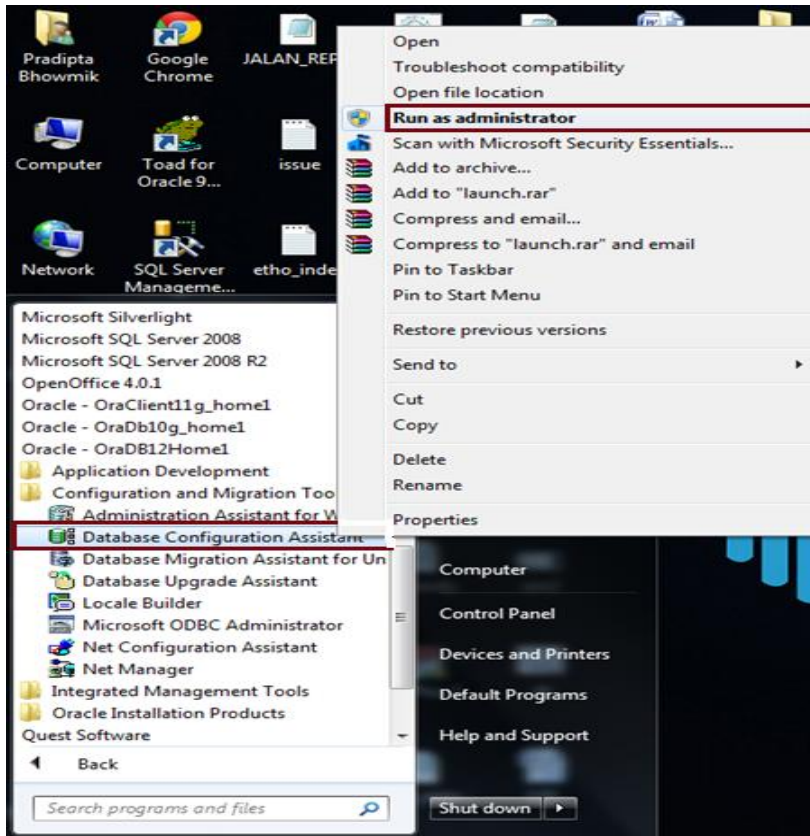 Pradipta
Bhowmik
Google
Chrome
JALAN_REP
Computer
Toad for
Oracle 9...
issue
Network
SQL Server
Manageme...
etho_inde
Open
Troubleshoot compatibility
Open file location
Run as administrator
Scan with Microsoft Security Essentials...
Add to archive...
Add to "launch.rar"
Compress and email...
Compress to "launch.rar" and email
Pin to Taskbar
Pin to Start Menu
Restore previous versions
Send to
Cut
Copy
Delete
Rename
Properties
Microsoft Silverlight
Microsoft SQL Server 2008
Microsoft SQL Server 2008 R2
OpenOffice 4.0.1
Oracle - OraClient11g_home1
Oracle - OraDb10g_home1
Oracle - OraDB12Home1
Application Development
Configuration and Migration Too
Administration Assistant for W
Database Configuration Assistant
Database Migration Assistant for Un
Database Upgrade Assistant
Locale Builder
Microsoft ODBC Administrator
Net Configuration Assistant
Net Manager
Integrated Management Tools
Oracle Installation Products
Quest Software
Back
Search programs and files
Computer
Control Panel
Devices and Printers
Default Programs
Help and Support
Shut down